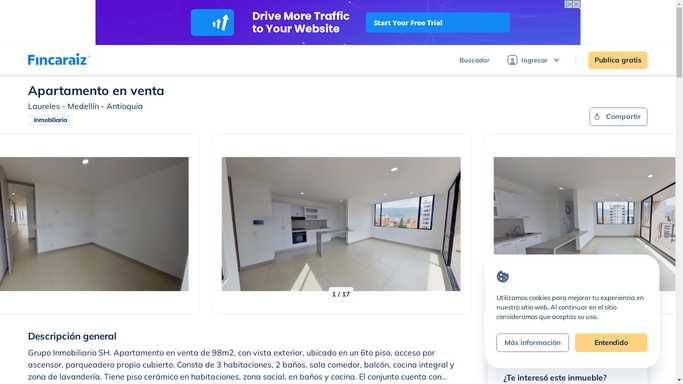 Drive More Traffic
to Your Website
Start Your Free Trial
Fincaraiz
Buscador
Ingresar
Publica gratis
Apartamento en venta
Laureles - Medellín - Antioquia
Inmobiliaria
Compartir
1 / 17
Utilizamos cookies para mejorar tu experiencia en
nuestro sitio web. Al continuar en el sitio
consideramos que aceptas su uso.
Más información
Entendido
Descripción general
Grupo Inmobiliario SH. Apartamento en venta de 98m2, con vista exterior, ubicado en un 6to piso, acceso por
ascensor, parqueadero propio cubierto. Consta de 3 habitaciones, 2 baños, sala comedor, balcón, cocina integral y
zona de lavandería. Tiene piso cerámico en habitaciones, zona social, en baños y cocina. El conjunto cuenta con...
¿Te interesó este inmueble?